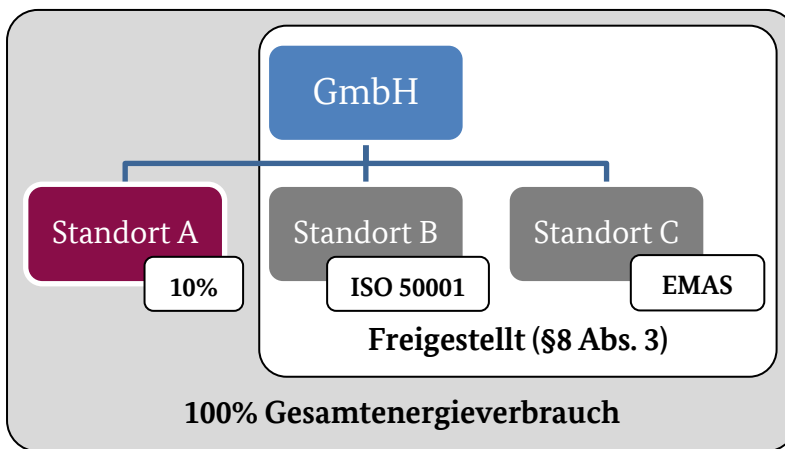 GmbH
Standort A
Standort B
Standort C
10%
ISO 50001
EMAS
Freigestellt (§8 Abs. 3)
100% Gesamtenergieverbrauch